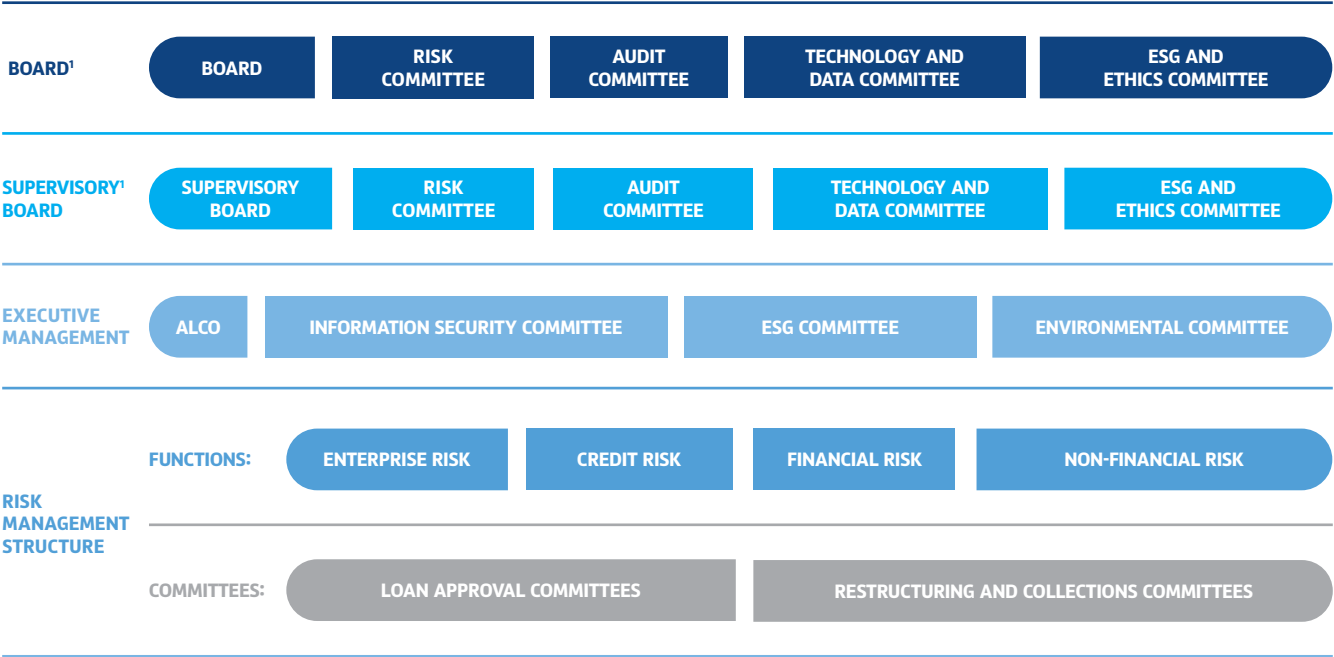 BOARD¹
BOARD
RISK
COMMITTEE
AUDIT
COMMITTEE
TECHNOLOGY AND
DATA COMMITTEE
ESG AND
ETHICS COMMITTEE
SUPERVISORY¹
BOARD
SUPERVISORY
BOARD
RISK
COMMITTEE
AUDIT
COMMITTEE
TECHNOLOGY AND
DATA COMMITTEE
ESG AND
ETHICS COMMITTEE
EXECUTIVE
MANAGEMENT
ALCO
INFORMATION SECURITY COMMITTEE
ESG COMMITTEE
ENVIRONMENTAL COMMITTEE
RISK
MANAGEMENT
STRUCTURE
FUNCTIONS:
ENTERPRISE RISK
CREDIT RISK
FINANCIAL RISK
NON-FINANCIAL RISK
COMMITTEES:
LOAN APPROVAL COMMITTEES
RESTRUCTURING AND COLLECTIONS COMMITTEES